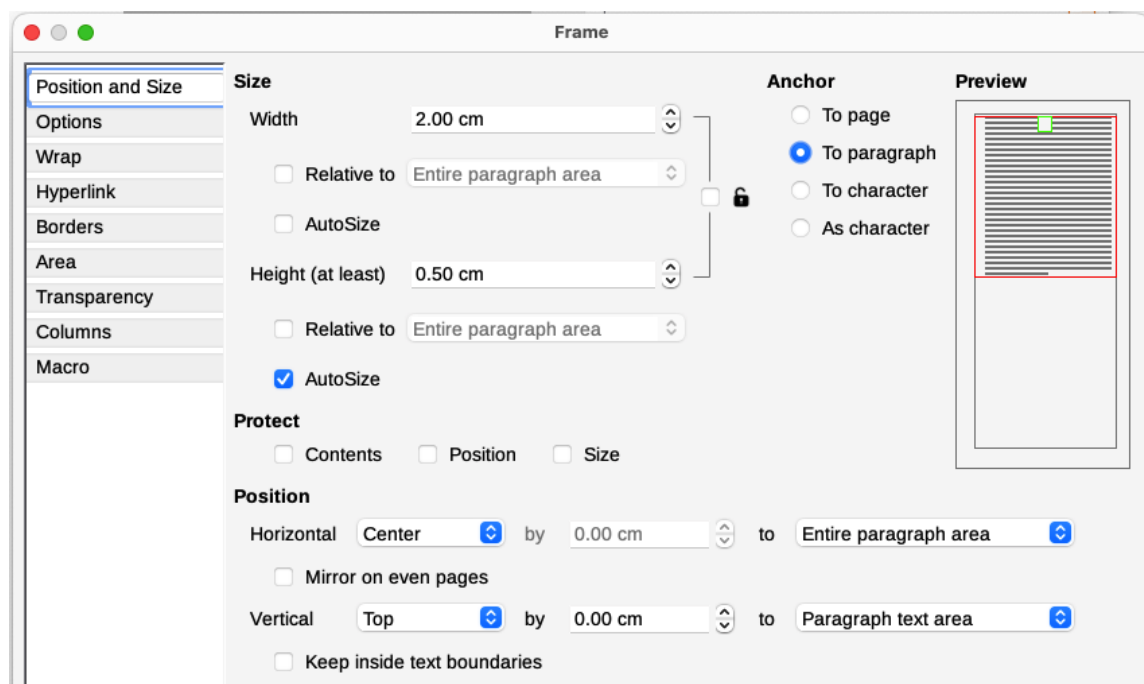 Frame
Position and Size
Options
Wrap
Hyperlink
Borders
Area
Transparency
Columns
Macro
Size
Width 2.00 cm
Relative to Entire paragraph area
AutoSize
Height (at least) 0.50 cm
Relative to Entire paragraph area
AutoSize
Protect
Contents Position Size
Position
Horizontal Center by 0.00 cm to Entire paragraph area
Mirror on even pages
Vertical Top by 0.00 cm to Paragraph text area
Keep inside text boundaries
Anchor
To page
To paragraph
To character
As character
Preview